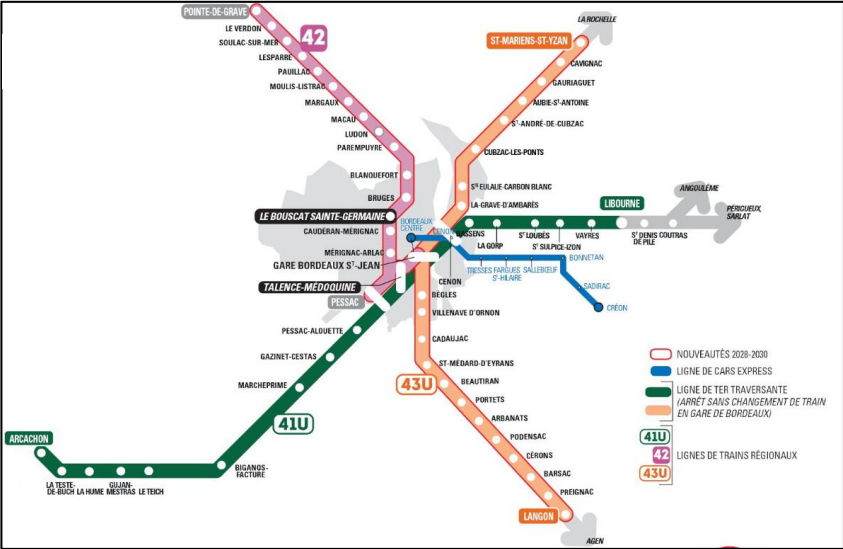 POINTE-DE-GRAVE
LE VERDON
SOULAC-SUR-MER
42
LESPARRE
PAUILLAC
MOULIS-LISTRAC
MARGAUX
MACAU
LUDON
PAREMPUYRE
BLANQUEFORT
BRUGES
LE BOUSCAT SAINTE-GERMAINE
CAUDÉRAN-MÉRIGNAC
MÉRIGNAC-ARLAC
GARE BORDEAUX ST-JEAN
TALENCE-MÉDOQUINE
PESSAC
LA ROCHELLE
ST-MARIENS-ST-YZAN
CAVIGNAC
GAURIAGUET
AUBIE-ST-ANTOINE
ST-ANDRÉ-DE-CUBZAC
CUBZAC-LES-PONTS
STE EULALIE-CARBON BLANC
LA-GRAVE-D'AMBARÈS
BORDEAUX
CENTRE
CENON
BASSENS
LA GORP
ST LOUBÈS
ST SULPICE-IZON
VAYRES
LIBOURNE
ANGOULÊME
PÉRIGUEUX,
SARLAT
ST DENIS
DE PILE
COUTRAS
CENON
TRESSES
FARGUES
ST-HILAIRE
SALLEBŒUF
BONNETAN
SADIRAC
CRÉON
BÈGLES
VILLENAVE D'ORNON
CADAUJAC
ST-MÉDARD-D'EYRANS
43U
BEAUTIRAN
PORTETS
ARBANATS
PODENSAC
CÉRONS
BARSAC
PREIGNAC
LANGON
AGEN
PESSAC-ALOUETTE
GAZINET-CESTAS
MARCHEPRIME
41U
BIGANOS-
FACTURE
ARCACHON
LA TESTE-
DE-BUCH
LA HUME
GUJAN-
MESTRAS
LE TEICH
NOUVEAUTÉS 2028-2030
LIGNE DE CARS EXPRESS
LIGNE DE TER TRAVERSANTE
(ARRÊT SANS CHANGEMENT DE TRAIN
EN GARE DE BORDEAUX)
41U
42
43U
LIGNES DE TRAINS RÉGIONAUX